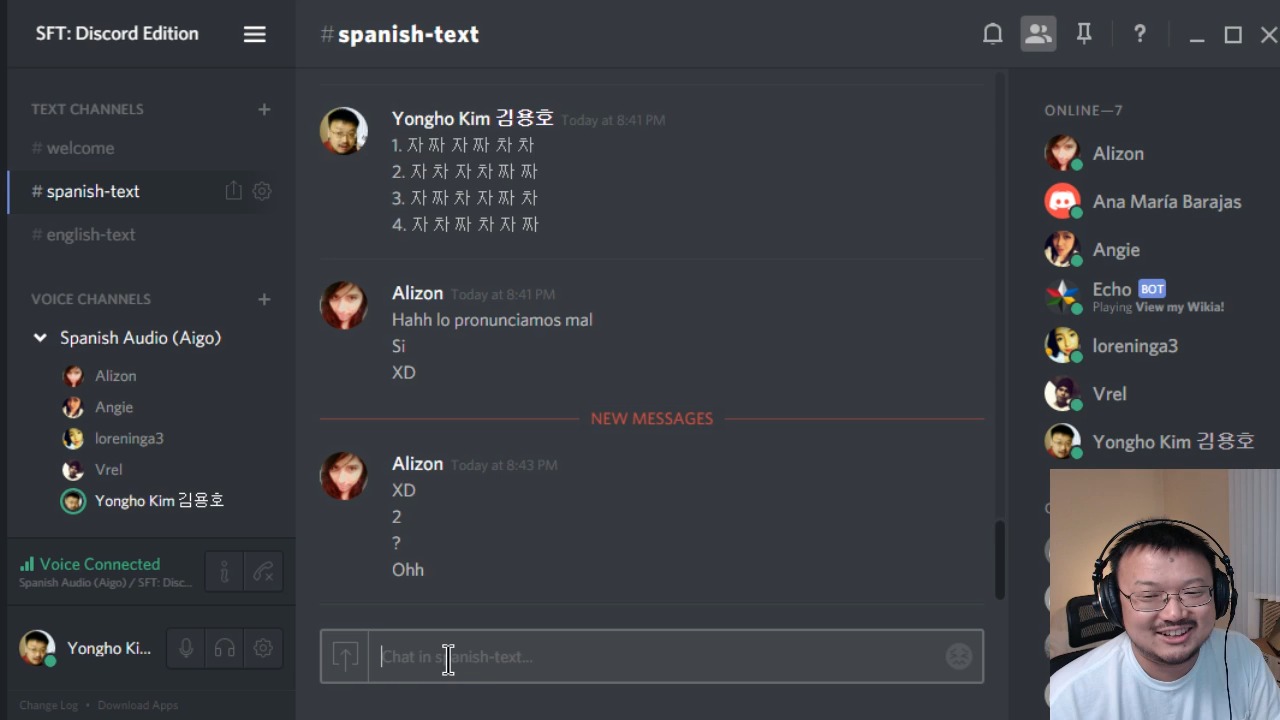 SFT: Discord Edition
TEXT CHANNELS
# welcome
# spanish-text
# english-text
VOICE CHANNELS
Spanish Audio (Aigo)
Alizon
Angie
loreninga3
Vrel
Yongho Kim 김용호
Voice Connected
Spanish Audio (Aigo) / SFT: Disc...
Yongho Ki...
Change Log • Download Apps
#spanish-text
Yongho Kim 김용호 Today at 8:41 PM
1. 자 짜 자 짜 차 차
2. 자 차 자 차 짜 짜
3. 자 짜 차 자 짜 차
4. 자 차 짜 차 자 짜
Alizon Today at 8:41 PM
Hahh lo pronunciamos mal
Si
XD
NEW MESSAGES
Alizon Today at 8:43 PM
XD
2
?
Ohh
Chat in spanish-text...
ONLINE—7
Alizon
Ana María Barajas
Angie
Echo BOT
Playing View my Wikia!
loreninga3
Vrel
Yongho Kim 김용호